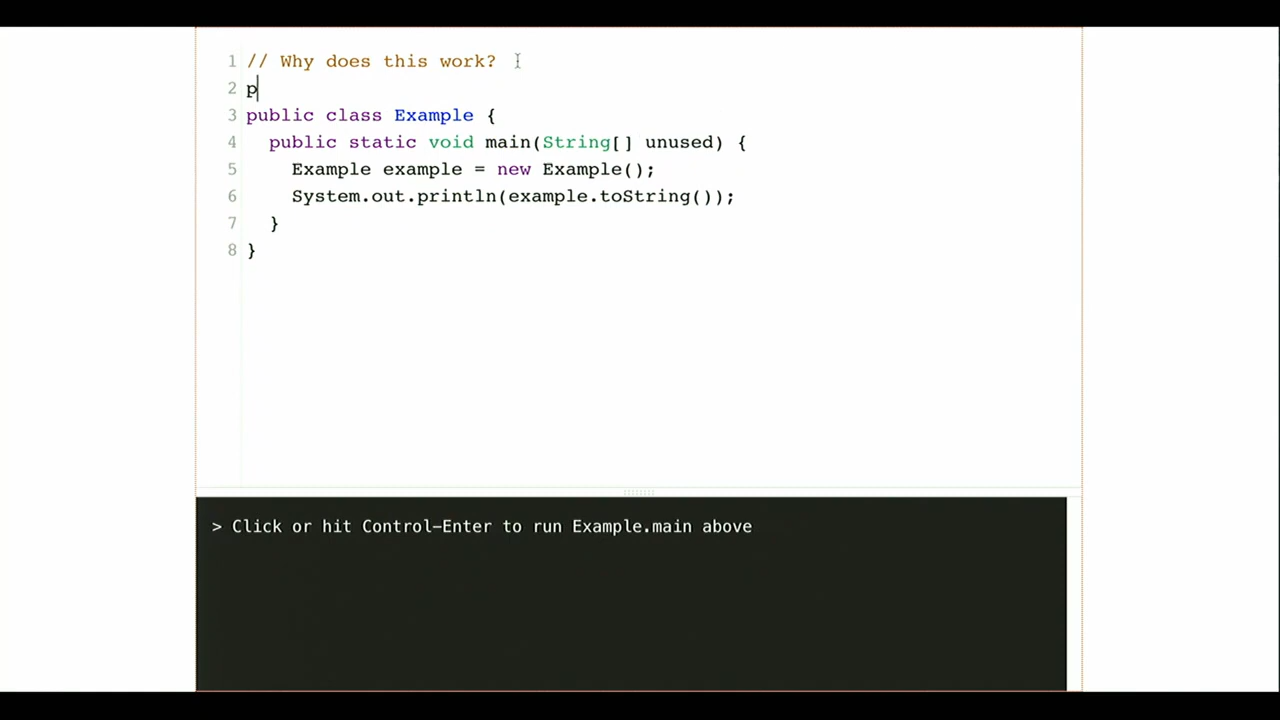 1 // Why does this work?
2 p
3 public class Example {
4   public static void main(String[] unused) {
5     Example example = new Example();
6     System.out.println(example.toString());
7   }
8 }
> Click or hit Control-Enter to run Example.main above